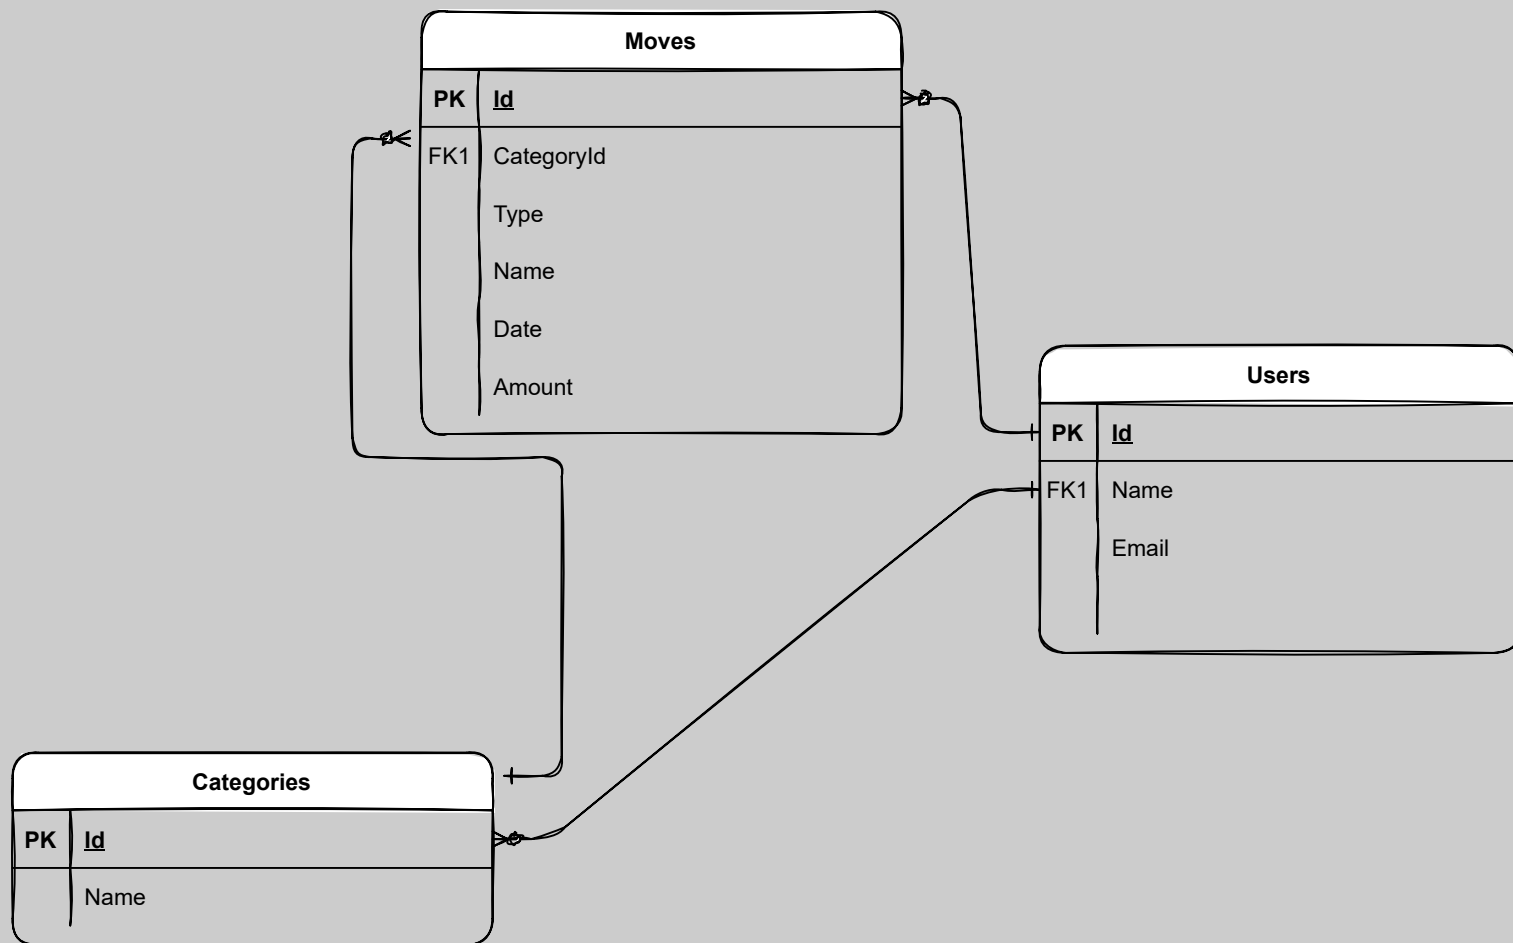 Moves
PK Id
FK1 CategoryId
Type
Name
Date
Amount
Users
PK Id
FK1 Name
Email
Categories
PK Id
Name